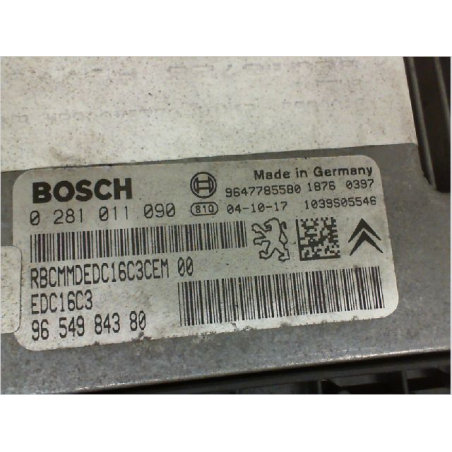 Made in Germany
BOSCH 9647785580 1876 0397
0 281 011 090 810 04-10-17 1039S05546
RBCMMDEDC16C3CEM 00
EDC16C3
96 549 843 80